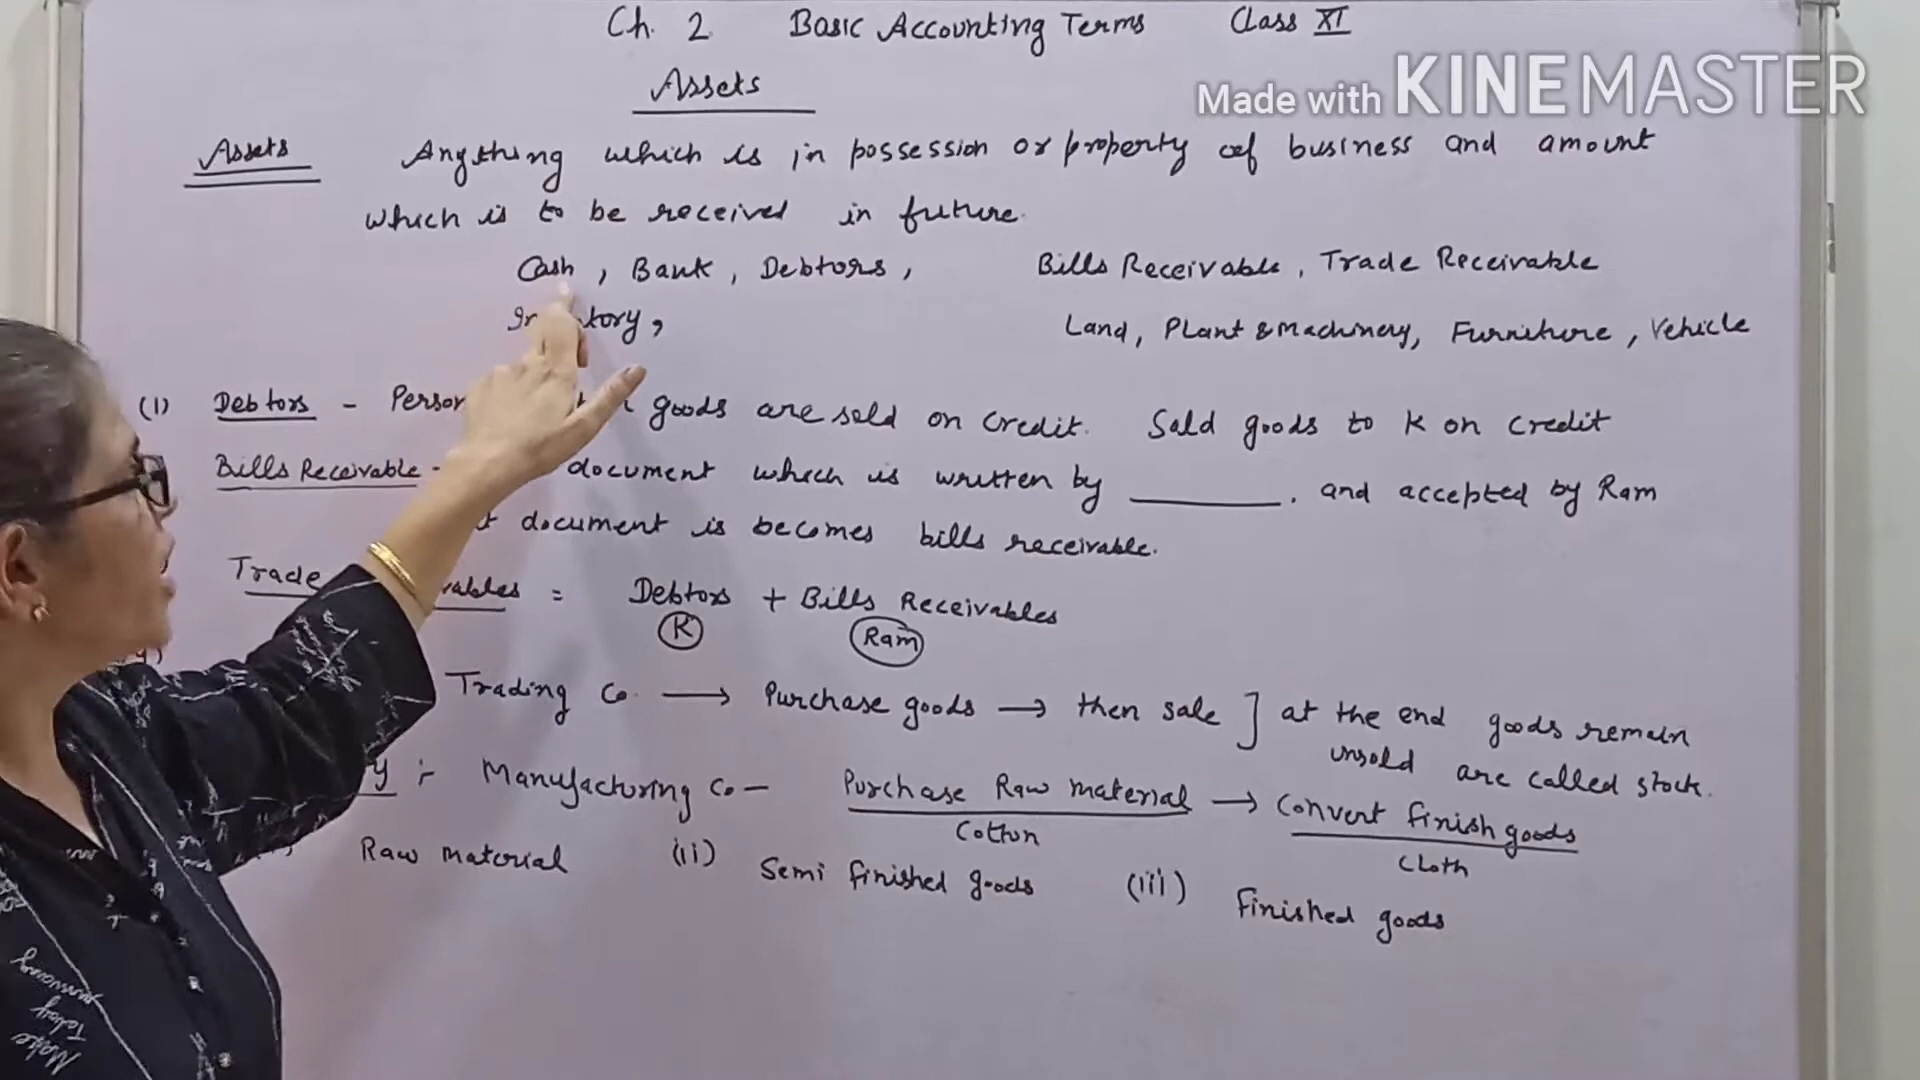 Ch. 2 Basic Accounting Terms Class XI
Made with KINEMASTER
Assets
Assets Anything which is in possession or property of business and amount
which is to be received in future.
Cash, Bank, Debtors, Bills Receivable, Trade Receivable
Land, Plant & Machinery, Furniture, Vehicle
(1) Debtors - goods are sold on credit. Sold goods to K on credit
Bills Receivable - document which is written by ________. and accepted by Ram
document is becomes bills receivable.
Trade = Debtors + Bills Receivables
K Ram
Trading Co. → Purchase goods → then sale ] at the end goods remain
unsold are called stock.
:- Manufacturing Co - Purchase Raw material → Convert finish goods
Cotton Cloth
Raw material (ii) Semi finished goods (iii) Finished goods
Make
Today